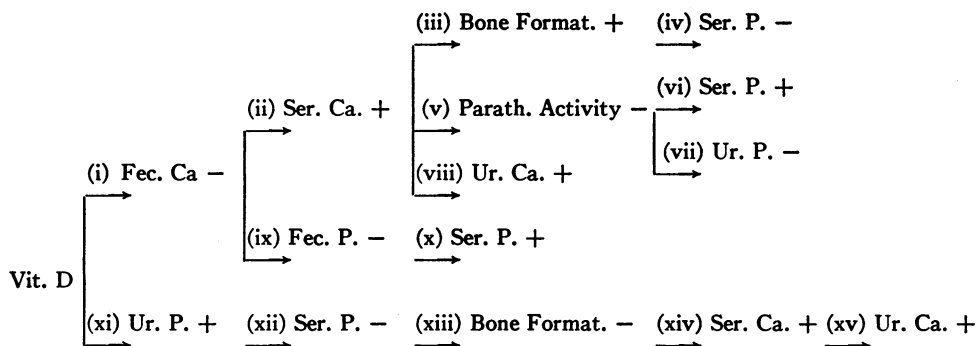 (iii) Bone Format. + (iv) Ser. P. −
(vi) Ser. P. +
(ii) Ser. Ca. + (v) Parath. Activity −
(vii) Ur. P. −
(i) Fec. Ca − (viii) Ur. Ca. +
(ix) Fec. P. − (x) Ser. P. +
Vit. D
(xi) Ur. P. + (xii) Ser. P. − (xiii) Bone Format. − (xiv) Ser. Ca. + (xv) Ur. Ca. +